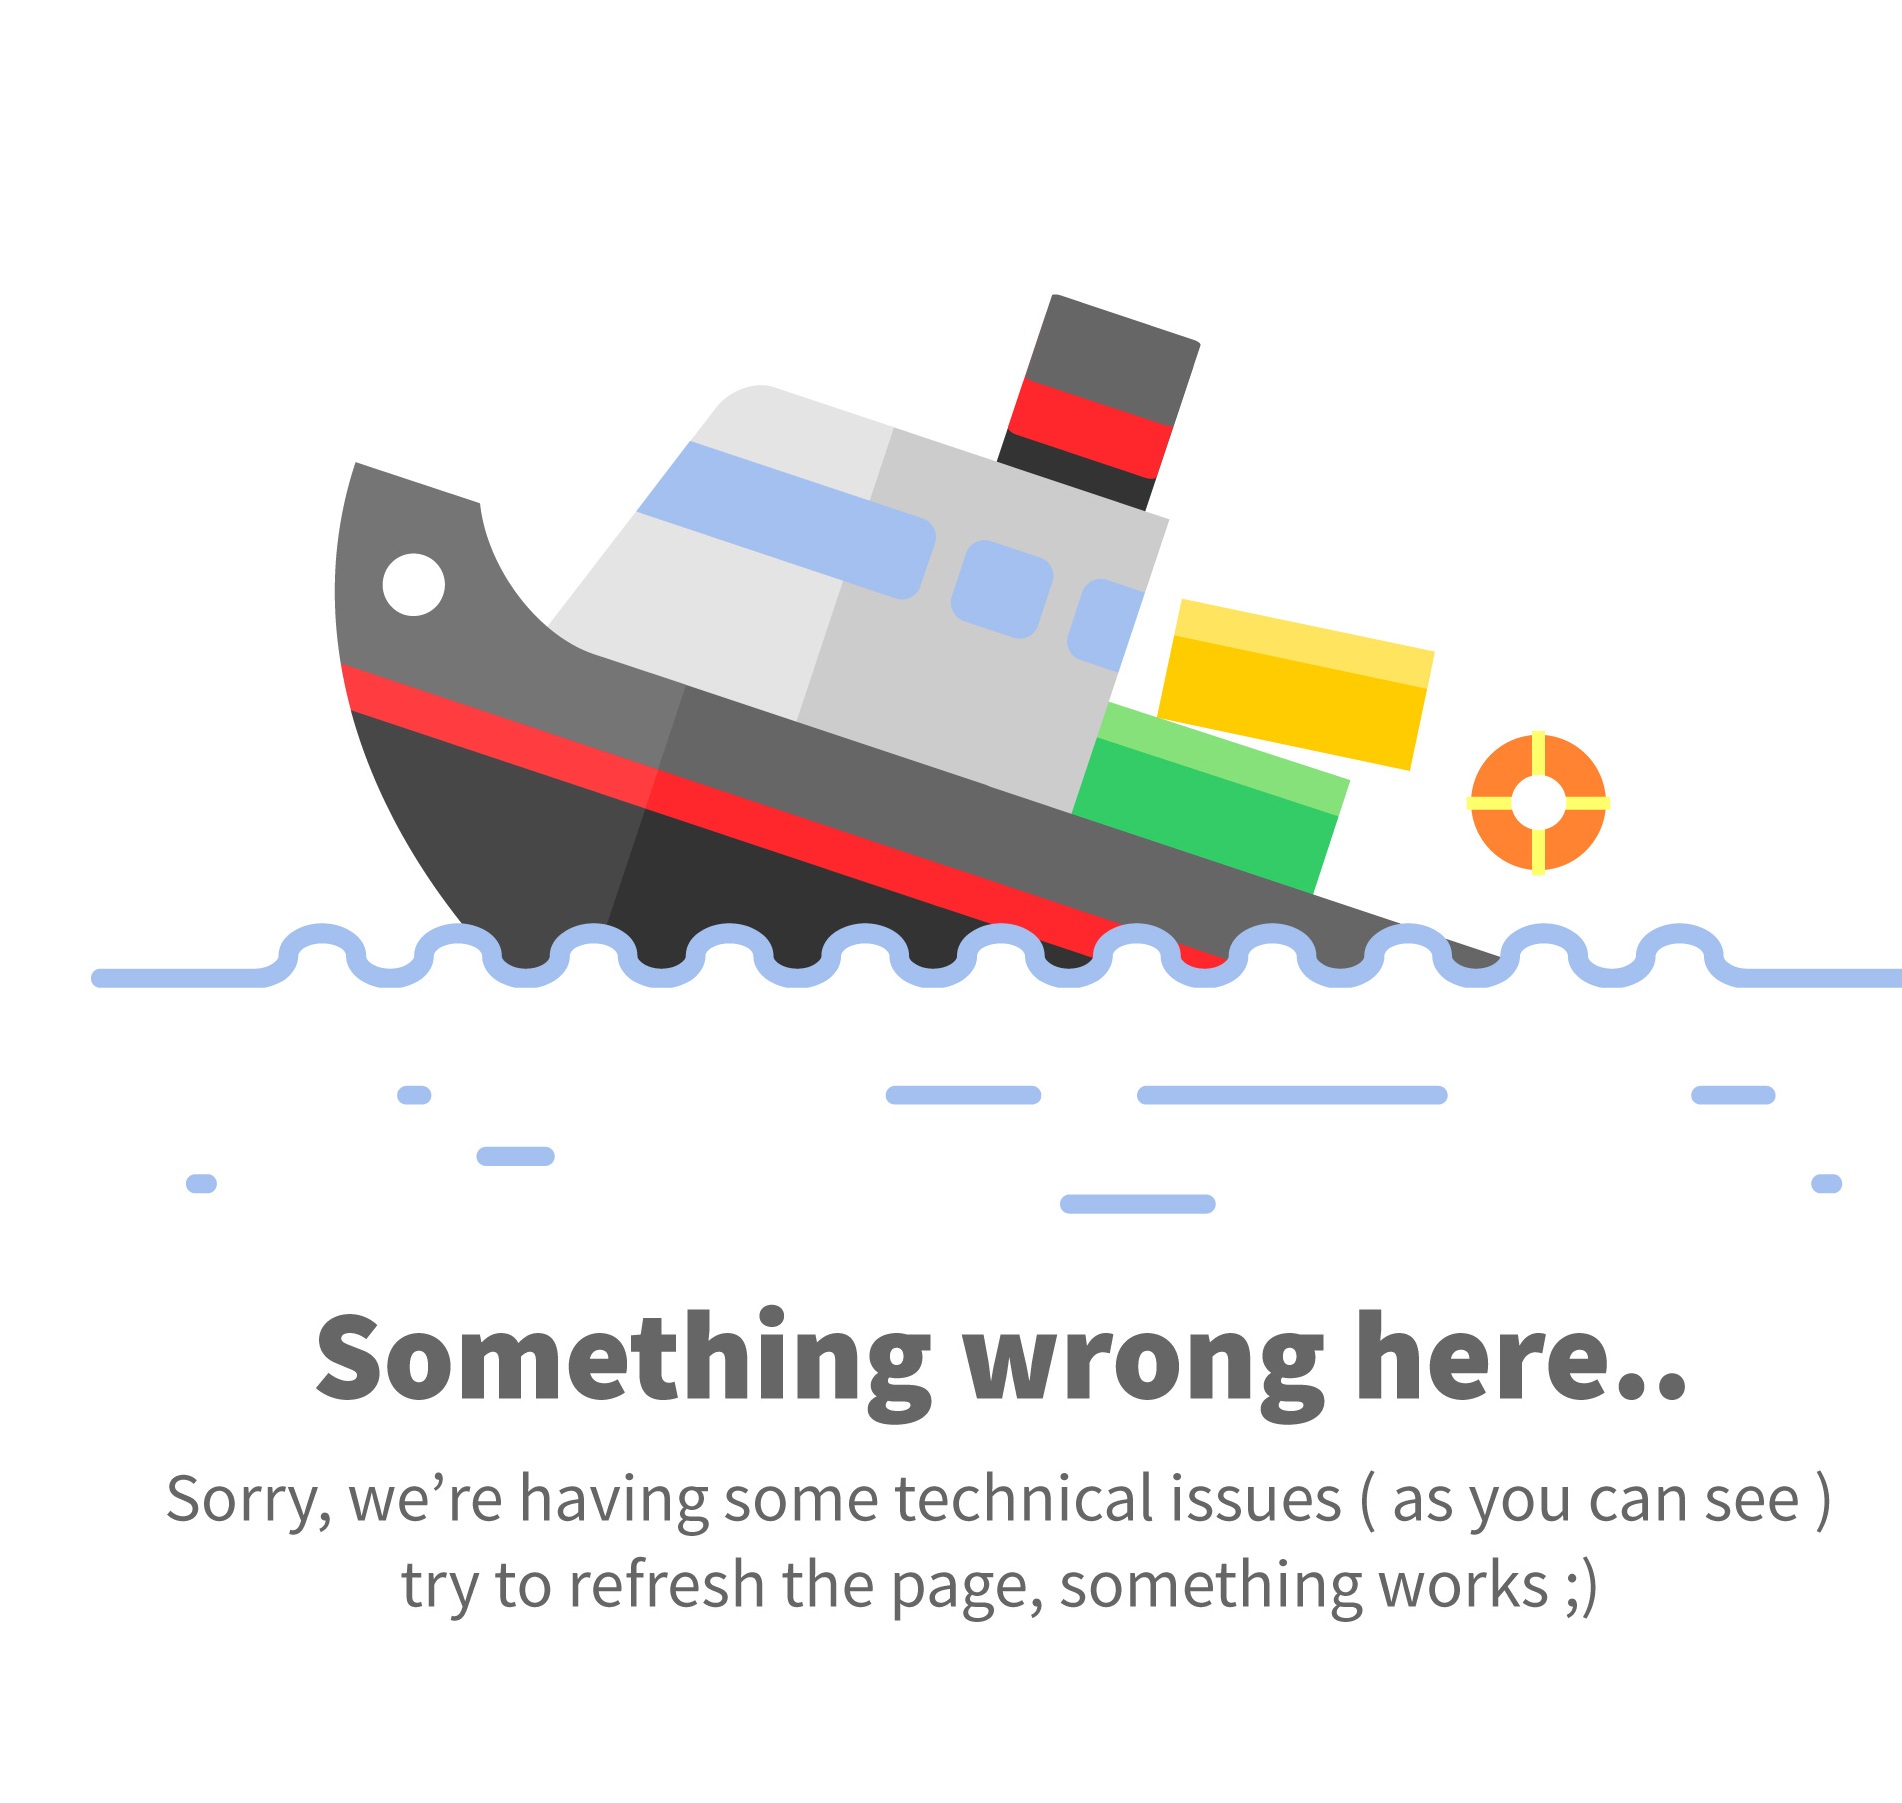 Something wrong here..
Sorry, we’re having some technical issues ( as you can see )
try to refresh the page, something works ;)